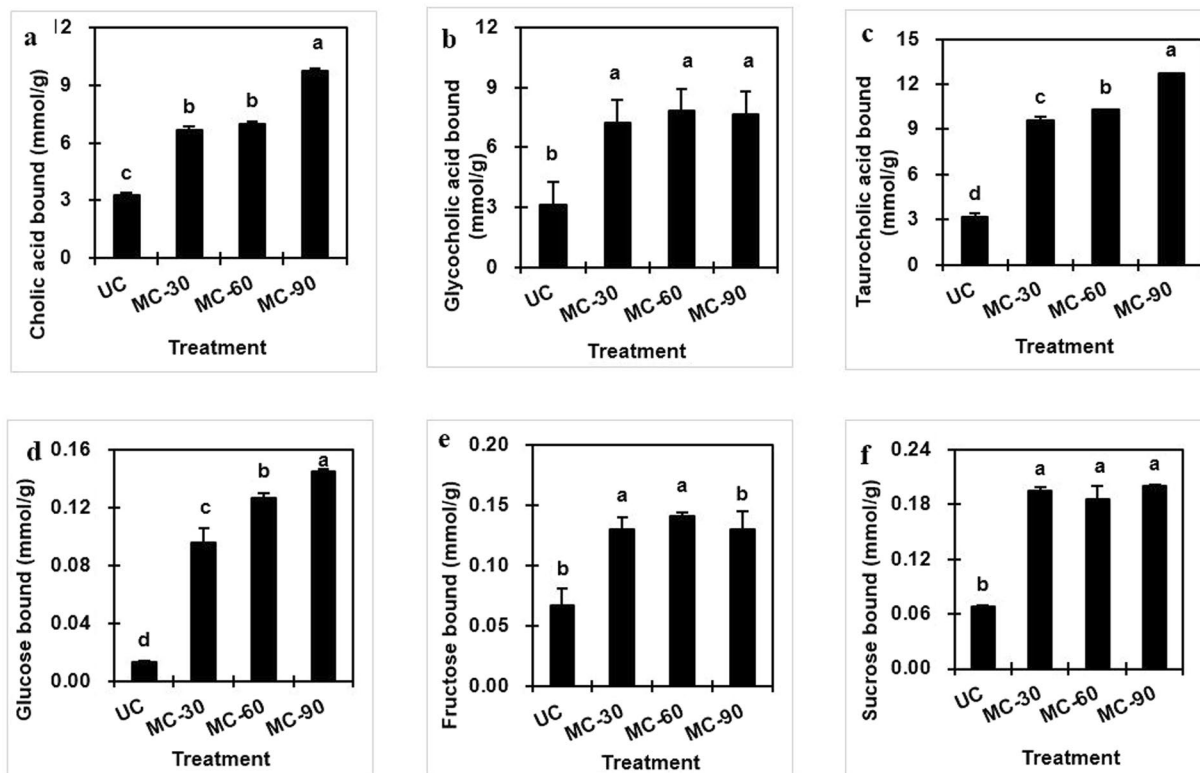 a
Cholic acid bound (mmol/g)
12
9
6
3
0
c
b
b
a
UC
MC-30
MC-60
MC-90
Treatment
b
Glycocholic acid bound
(mmol/g)
12
9
6
3
0
b
a
a
a
UC
MC-30
MC-60
MC-90
Treatment
c
Taurocholic acid bound
(mmol/g)
15
12
9
6
3
0
d
c
b
a
UC
MC-30
MC-60
MC-90
Treatment
d
Glucose bound (mmol/g)
0.16
0.12
0.08
0.04
0.00
d
c
b
a
UC
MC-30
MC-60
MC-90
Treatment
e
Fructose bound (mmol/g)
0.20
0.15
0.10
0.05
0.00
b
a
a
b
UC
MC-30
MC-60
MC-90
Treatment
f
Sucrose bound (mmol/g)
0.24
0.18
0.12
0.06
0.00
b
a
a
a
UC
MC-30
MC-60
MC-90
Treatment